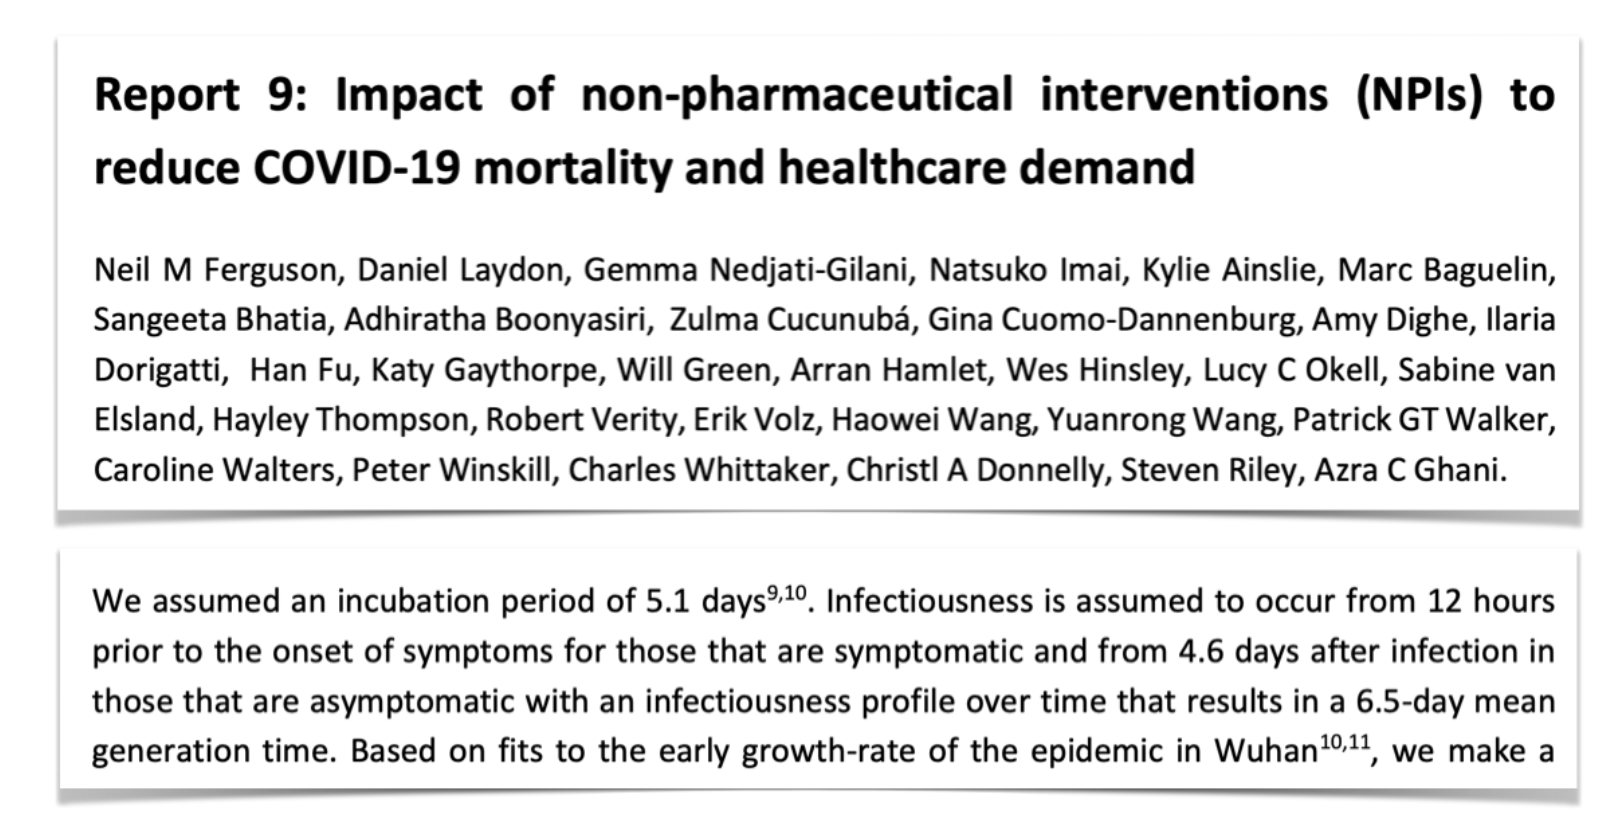 Report 9: Impact of non-pharmaceutical interventions (NPIs) to
reduce COVID-19 mortality and healthcare demand
Neil M Ferguson, Daniel Laydon, Gemma Nedjati-Gilani, Natsuko Imai, Kylie Ainslie, Marc Baguelin,
Sangeeta Bhatia, Adhiratha Boonyasiri, Zulma Cucunubá, Gina Cuomo-Dannenburg, Amy Dighe, Ilaria
Dorigatti, Han Fu, Katy Gaythorpe, Will Green, Arran Hamlet, Wes Hinsley, Lucy C Okell, Sabine van
Elsland, Hayley Thompson, Robert Verity, Erik Volz, Haowei Wang, Yuanrong Wang, Patrick GT Walker,
Caroline Walters, Peter Winskill, Charles Whittaker, Christl A Donnelly, Steven Riley, Azra C Ghani.
We assumed an incubation period of 5.1 days9,10. Infectiousness is assumed to occur from 12 hours
prior to the onset of symptoms for those that are symptomatic and from 4.6 days after infection in
those that are asymptomatic with an infectiousness profile over time that results in a 6.5-day mean
generation time. Based on fits to the early growth-rate of the epidemic in Wuhan10,11, we make a